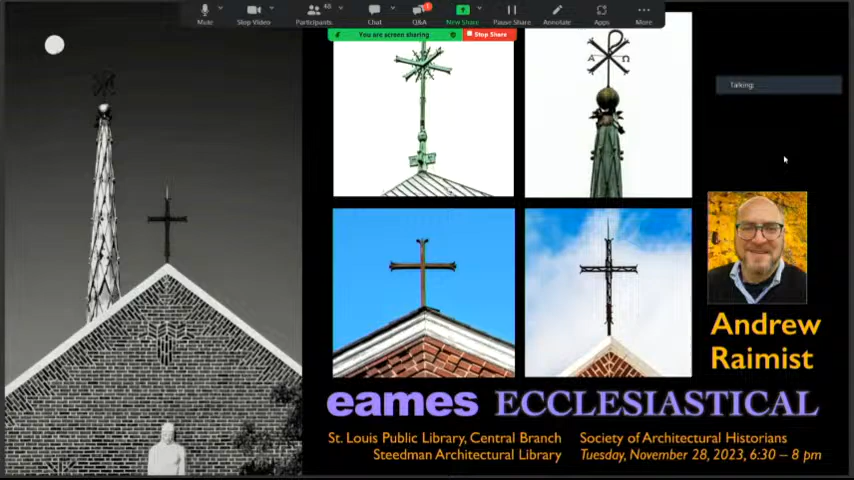 Mute
Stop Video
Participants
48
Chat
Q&A
New Share
Pause Share
Annotate
Apps
More
You are screen sharing
Stop Share
Talking:
Α Ω
Andrew
Raimist
eames ECCLESIASTICAL
St. Louis Public Library, Central Branch
Steedman Architectural Library
Society of Architectural Historians
Tuesday, November 28, 2023, 6:30 – 8 pm